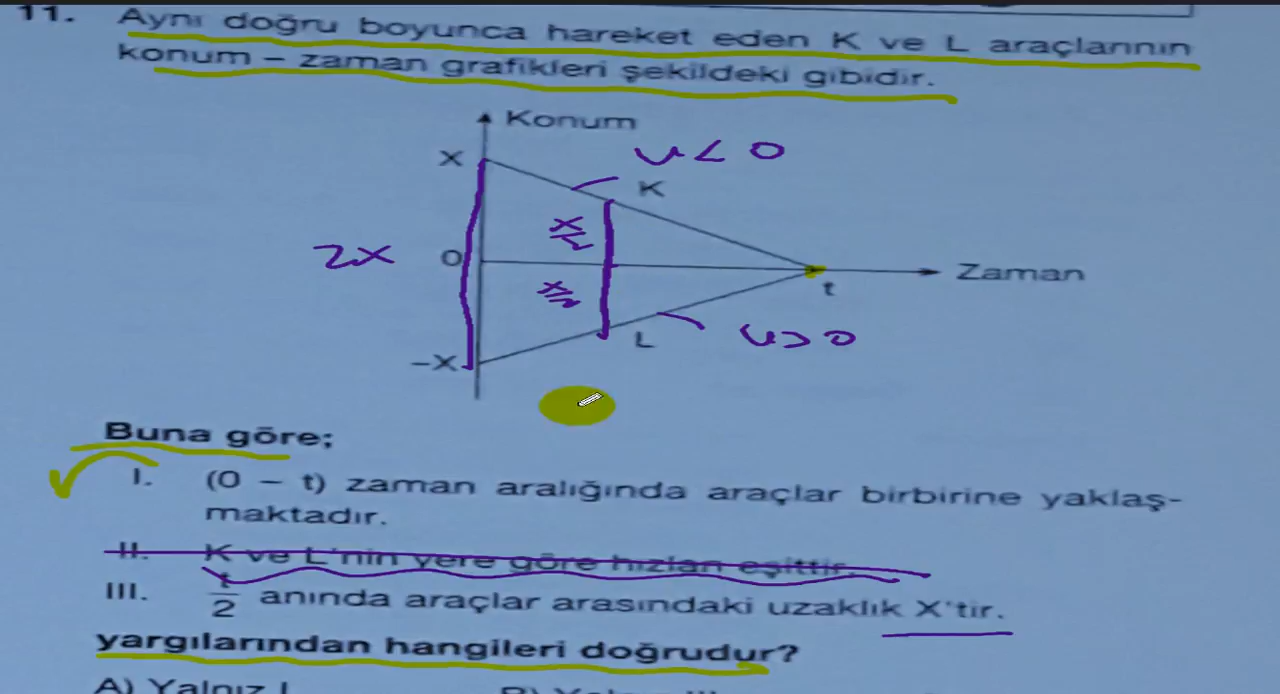 11. Aynı doğru boyunca hareket eden K ve L araçlarının
konum – zaman grafikleri şekildeki gibidir.
Konum
X
υ < 0
K
X/2
2X
0
Zaman
X/2
t
L
υ > 0
-X
Buna göre;
I. (0 – t) zaman aralığında araçlar birbirine yaklaş-
maktadır.
II. K ve L'nin yere göre hızları eşittir.
III. t/2 anında araçlar arasındaki uzaklık X'tir.
yargılarından hangileri doğrudur?
A) Yalnız I